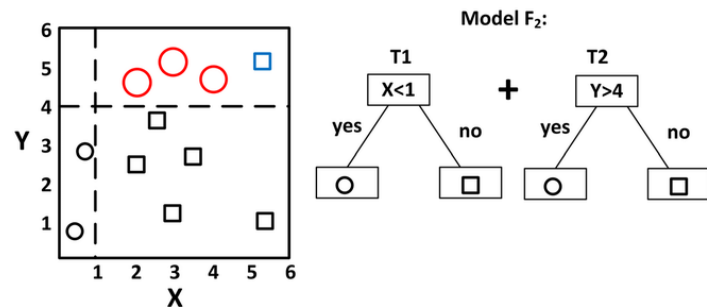 6
5
4
3
2
1
Y
1 2 3 4 5 6
X
Model F₂:
T1
X<1
yes
no
+
T2
Y>4
yes
no